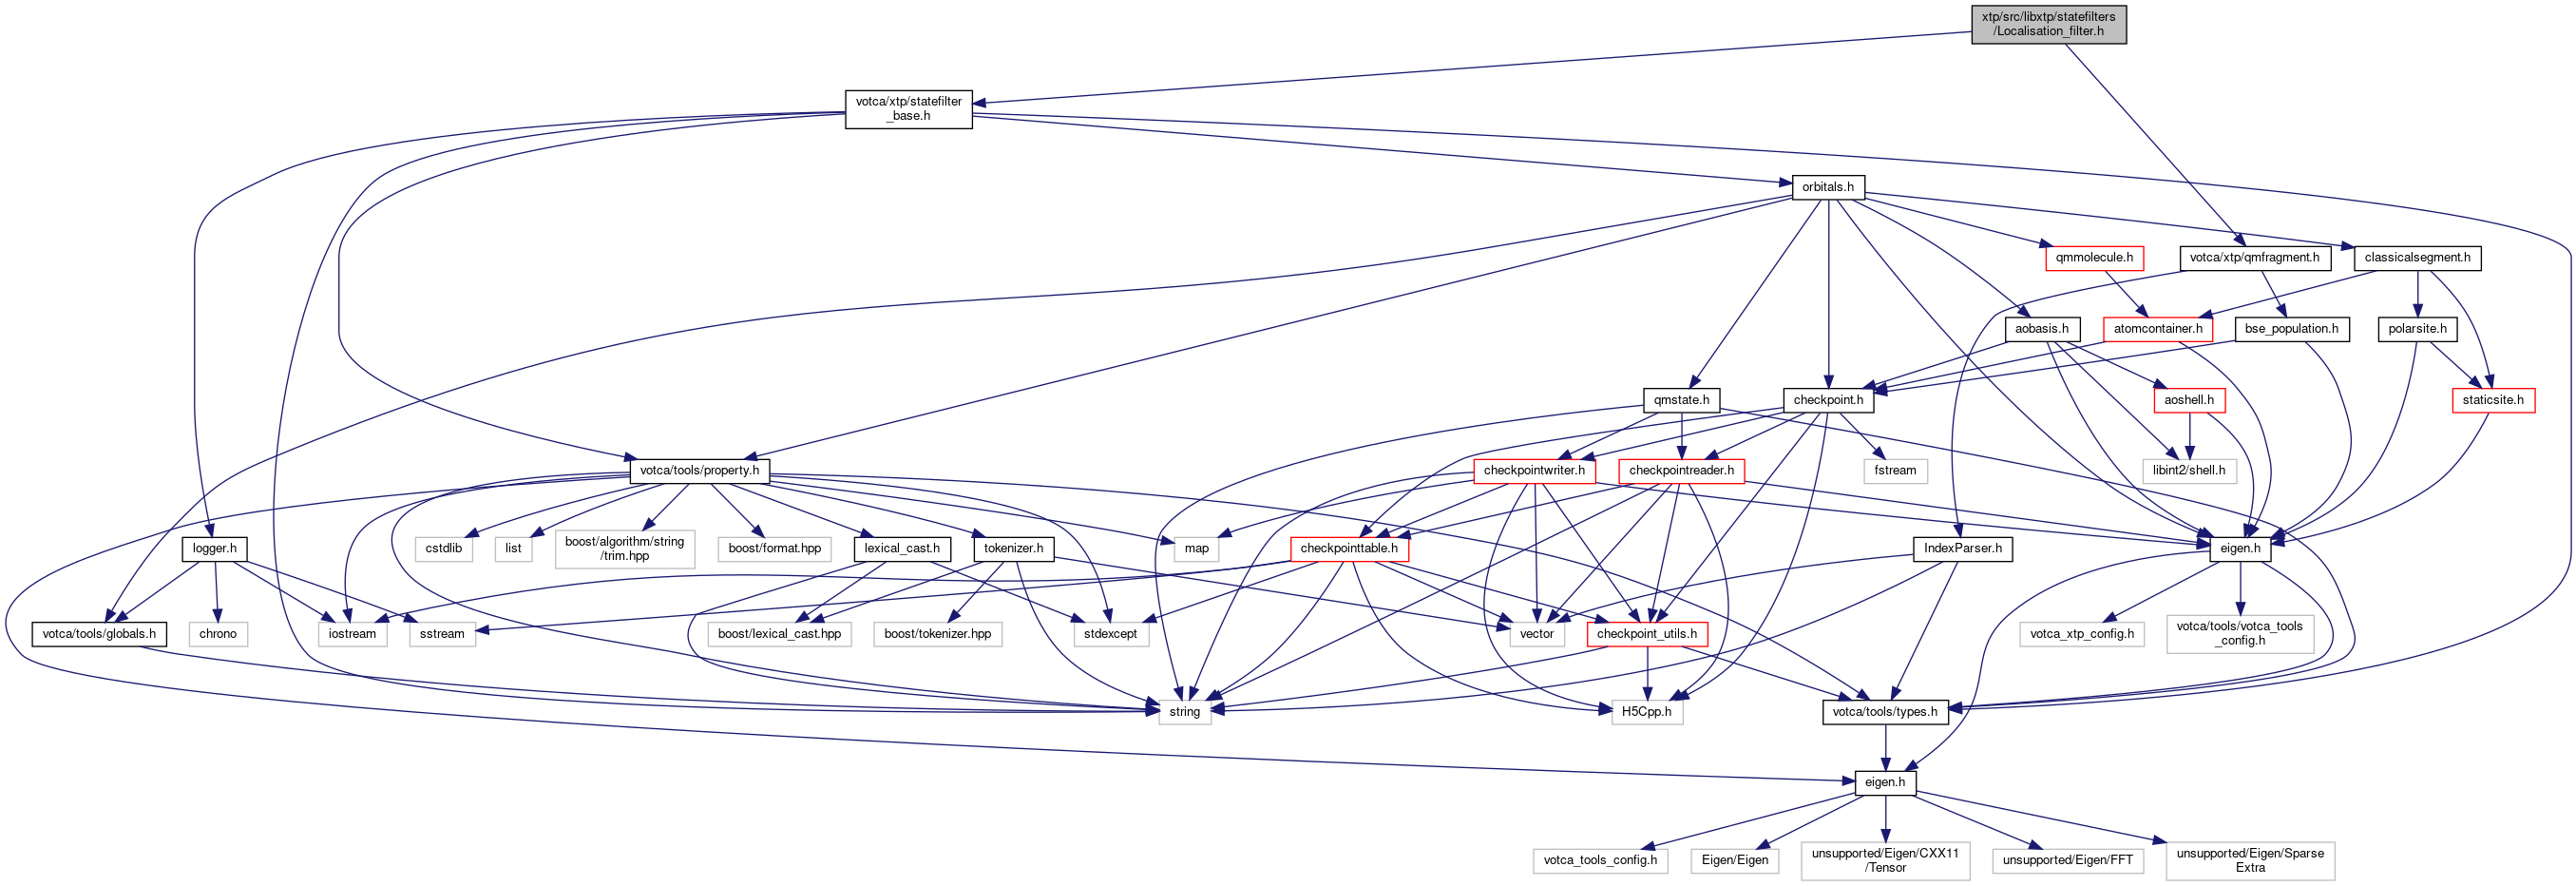 xtp/src/libxtp/statefilters
/Localisation_filter.h
votca/xtp/statefilter
_base.h
orbitals.h
qmmolecule.h
votca/xtp/qmfragment.h
classicalsegment.h
aobasis.h
atomcontainer.h
bse_population.h
polarsite.h
qmstate.h
checkpoint.h
aoshell.h
staticsite.h
votca/tools/property.h
checkpointwriter.h
checkpointreader.h
fstream
libint2/shell.h
logger.h
cstdlib
list
boost/algorithm/string
/trim.hpp
boost/format.hpp
lexical_cast.h
tokenizer.h
map
checkpointtable.h
IndexParser.h
eigen.h
votca/tools/globals.h
chrono
iostream
sstream
boost/lexical_cast.hpp
boost/tokenizer.hpp
stdexcept
vector
checkpoint_utils.h
votca_xtp_config.h
votca/tools/votca_tools
_config.h
string
H5Cpp.h
votca/tools/types.h
eigen.h
votca_tools_config.h
Eigen/Eigen
unsupported/Eigen/CXX11
/Tensor
unsupported/Eigen/FFT
unsupported/Eigen/Sparse
Extra